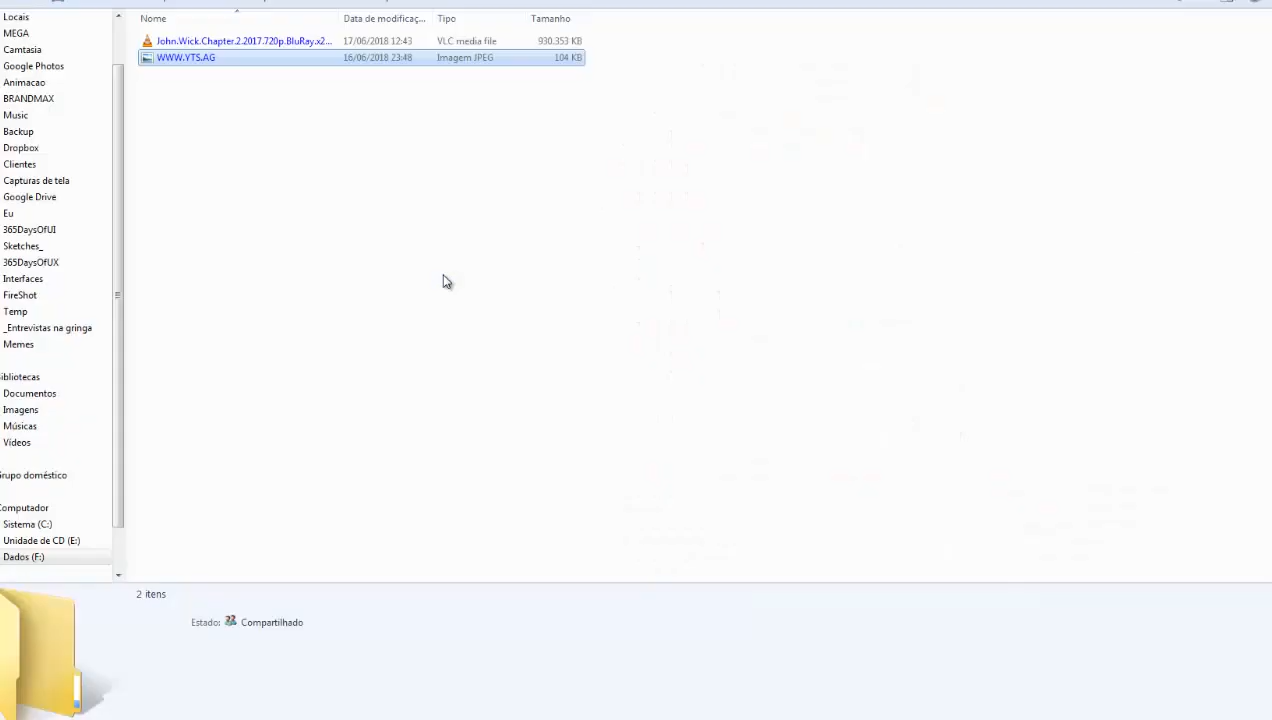 Nome Data de modificaç... Tipo Tamanho
John.Wick.Chapter.2.2017.720p.BluRay.x2... 17/06/2018 12:43 VLC media file 930.353 KB
WWW.YTS.AG 16/06/2018 23:48 Imagem JPEG 104 KB
Locais
MEGA
Camtasia
Google Photos
Animacao
BRANDMAX
Music
Backup
Dropbox
Clientes
Capturas de tela
Google Drive
Eu
365DaysOfUI
Sketches_
365DaysOfUX
Interfaces
FireShot
Temp
_Entrevistas na gringa
Memes
ibliotecas
Documentos
Imagens
Músicas
Vídeos
Grupo doméstico
Computador
Sistema (C:)
Unidade de CD (E:)
Dados (F:)
2 itens
Estado: Compartilhado